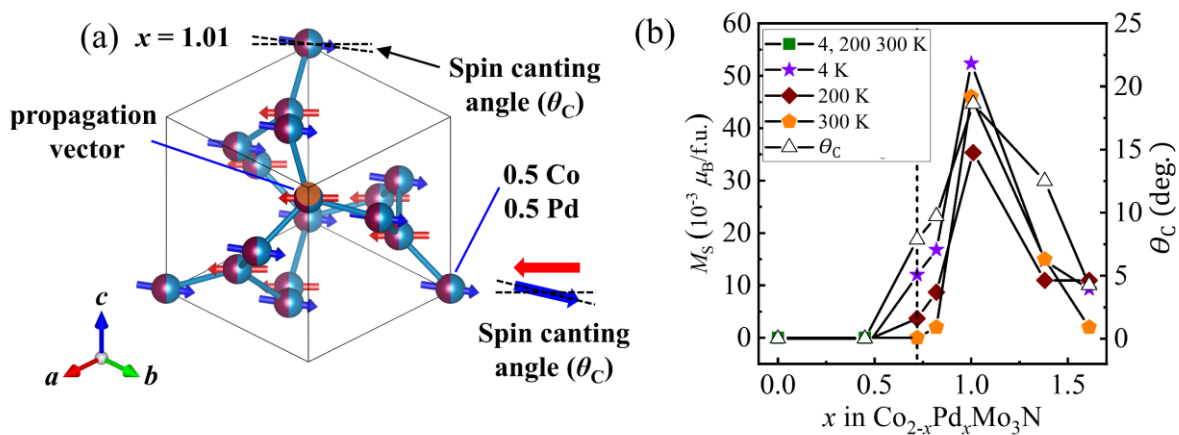 (a)
x = 1.01
Spin canting
angle (θC)
propagation
vector
0.5 Co
0.5 Pd
Spin canting
angle (θC)
c
a
b
(b)
60
50
40
30
20
10
0
MS (10⁻³ μB/f.u.)
4, 200 300 K
4 K
200 K
300 K
θC
25
20
15
10
5
0
θC (deg.)
0.0
0.5
1.0
1.5
x in Co2-xPdxMo3N